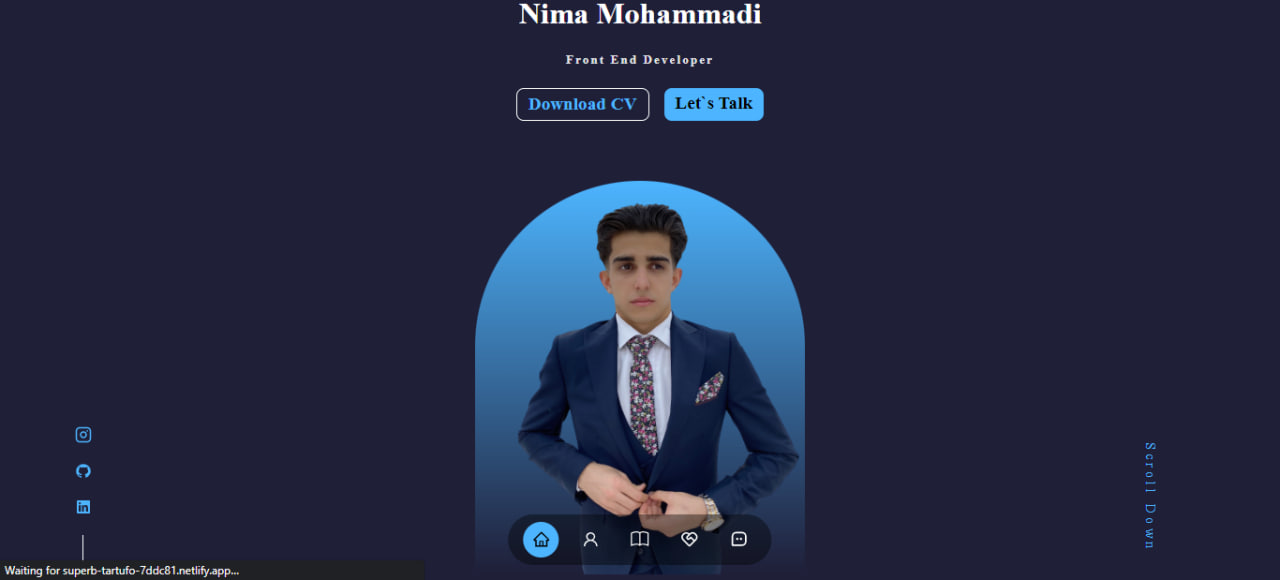 Nima Mohammadi
Front End Developer
Download CV
Let`s Talk
Scroll Down
Waiting for superb-tartufo-7ddc81.netlify.app...